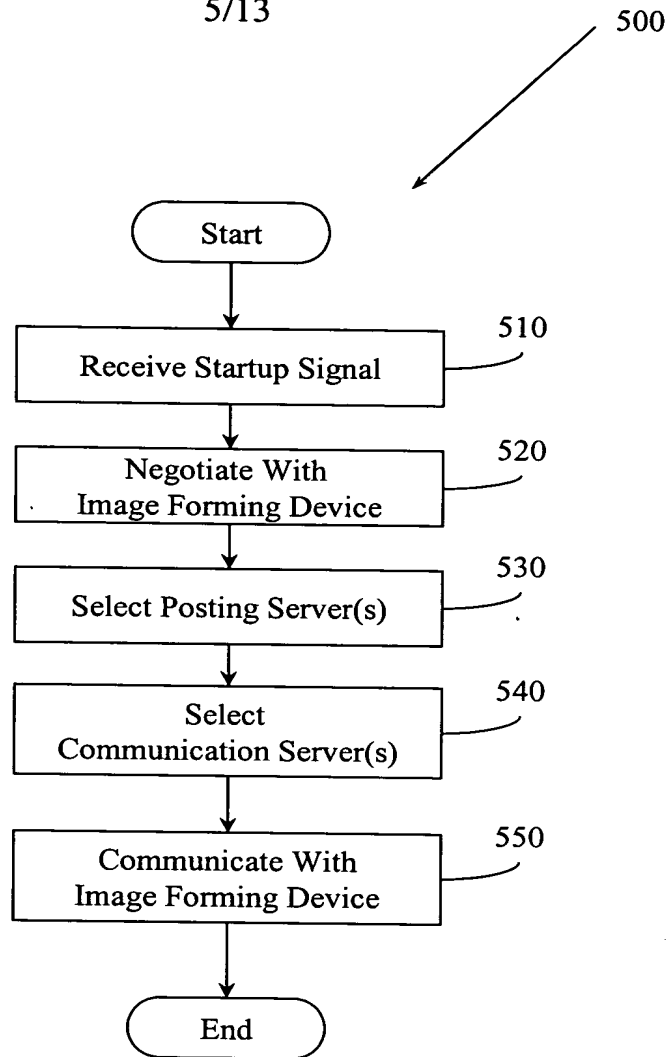 5/13
500
Start
510
Receive Startup Signal
520
Negotiate With
Image Forming Device
530
Select Posting Server(s)
540
Select
Communication Server(s)
550
Communicate With
Image Forming Device
End